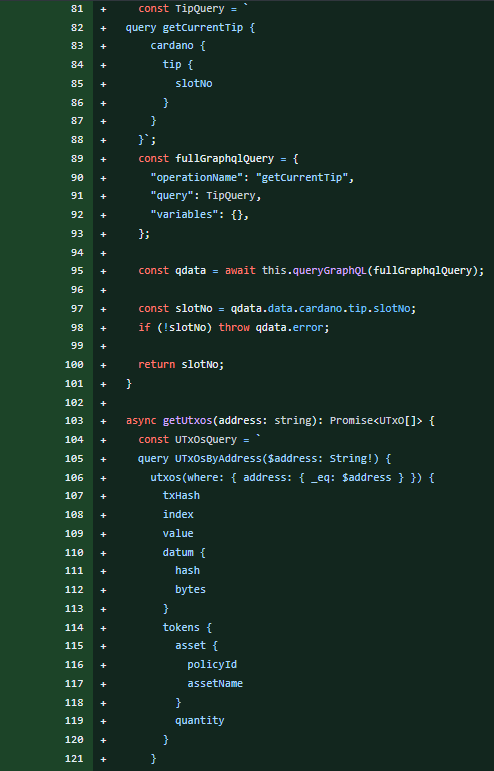 81 +     const TipQuery = `
82 +   query getCurrentTip {
83 +       cardano {
84 +         tip {
85 +           slotNo
86 +         }
87 +       }
88 +     }`;
89 +     const fullGraphqlQuery = {
90 +       "operationName": "getCurrentTip",
91 +       "query": TipQuery,
92 +       "variables": {},
93 +     };
94 +
95 +     const qdata = await this.queryGraphQL(fullGraphqlQuery);
96 +
97 +     const slotNo = qdata.data.cardano.tip.slotNo;
98 +     if (!slotNo) throw qdata.error;
99 +
100 +     return slotNo;
101 +   }
102 +
103 +   async getUtxos(address: string): Promise<UTxO[]> {
104 +     const UTxOsQuery = `
105 +     query UTxOsByAddress($address: String!) {
106 +       utxos(where: { address: { _eq: $address } }) {
107 +         txHash
108 +         index
109 +         value
110 +         datum {
111 +           hash
112 +           bytes
113 +         }
114 +         tokens {
115 +           asset {
116 +             policyId
117 +             assetName
118 +           }
119 +           quantity
120 +         }
121 +       }